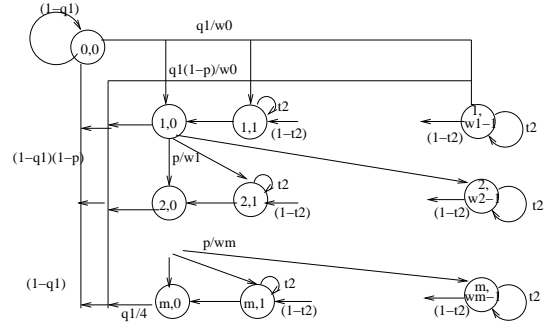 (1-q1)
q1/w0
0,0
q1(1-p)/w0
1,0
1,1
t2
(1-t2)
1,
w1-1
(1-t2)
t2
(1-q1)(1-p)
p/w1
2,0
2,1
t2
(1-t2)
2,
w2-1
(1-t2)
t2
p/wm
(1-q1)
q1/4
m,0
m,1
t2
(1-t2)
m,
wm-1
(1-t2)
t2